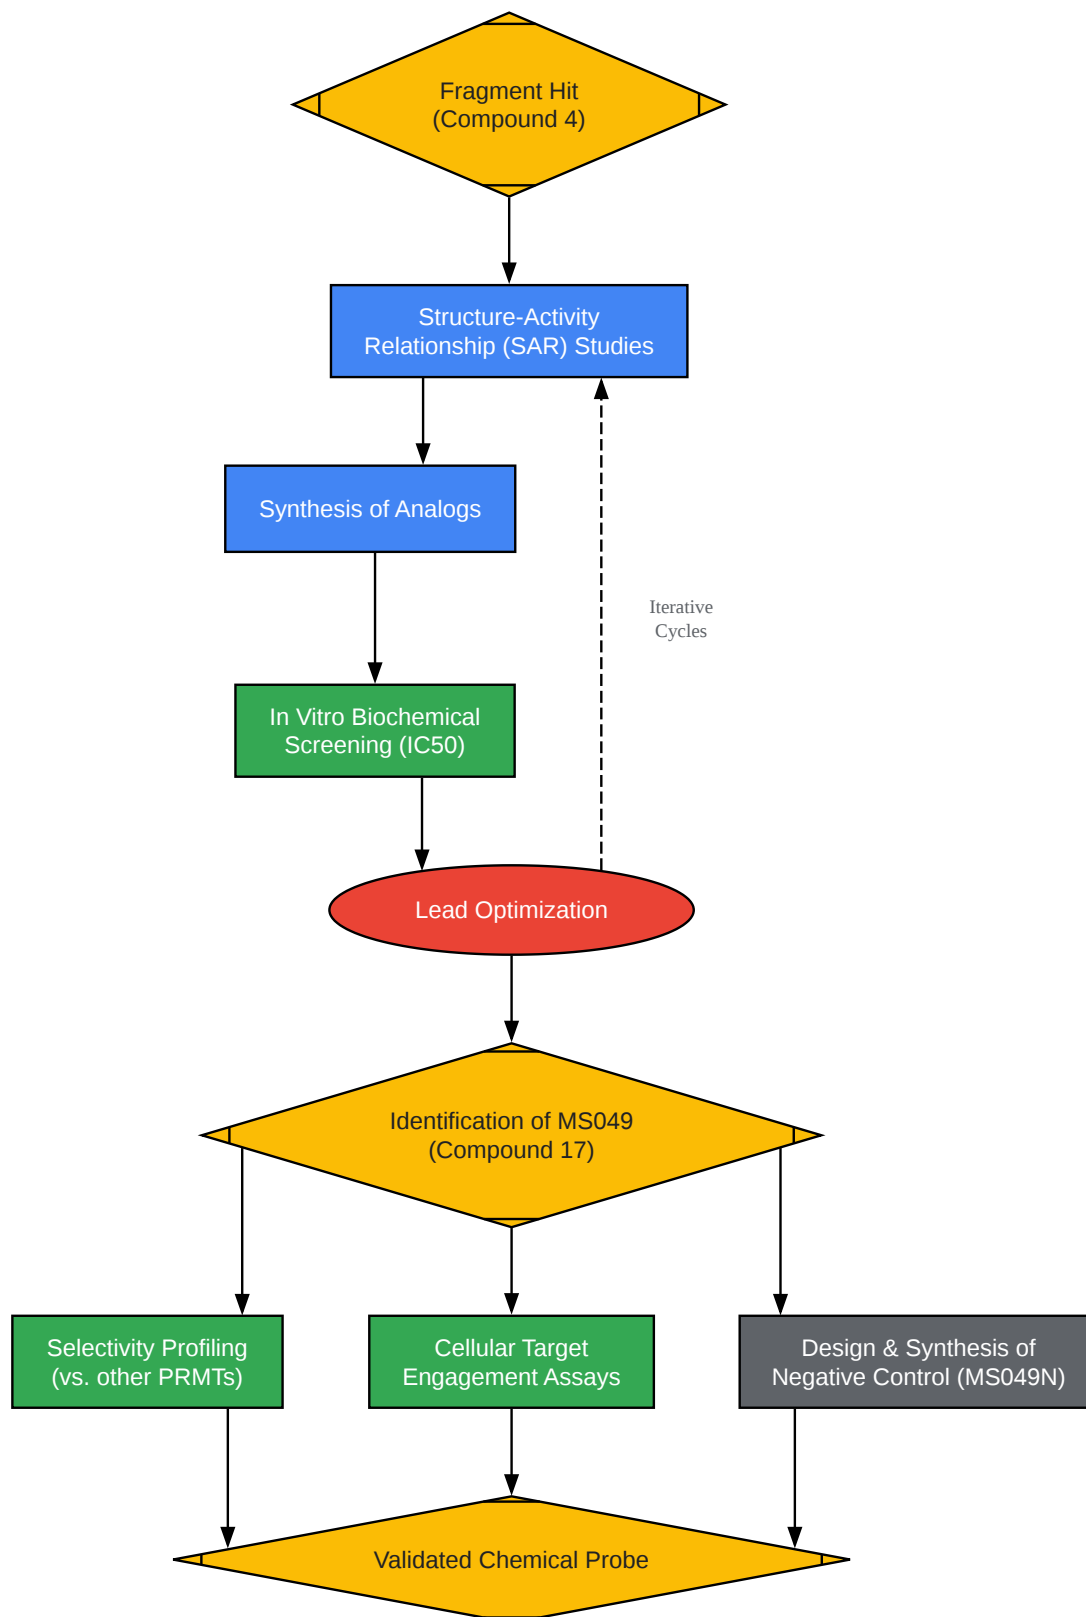 Fragment Hit
(Compound 4)
Structure-Activity
Relationship (SAR) Studies
Synthesis of Analogs
Iterative
Cycles
In Vitro Biochemical
Screening (IC50)
Lead Optimization
Identification of MS049
(Compound 17)
Selectivity Profiling
(vs. other PRMTs)
Cellular Target
Engagement Assays
Design & Synthesis of
Negative Control (MS049N)
Validated Chemical Probe